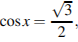 cos x = √3/2,